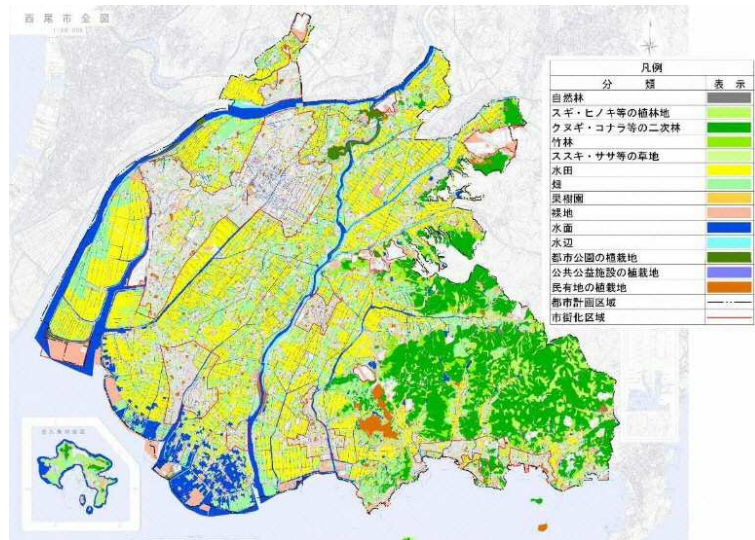 西尾市全図
凡例
分　類　表　示
自然林
スギ・ヒノキ等の植林地
クヌギ・コナラ等の二次林
竹林
ススキ・ササ等の草地
水田
畑
果樹園
裸地
水面
水辺
都市公園の植栽地
公共公益施設の植栽地
民有地の植栽地
都市計画区域
市街化区域